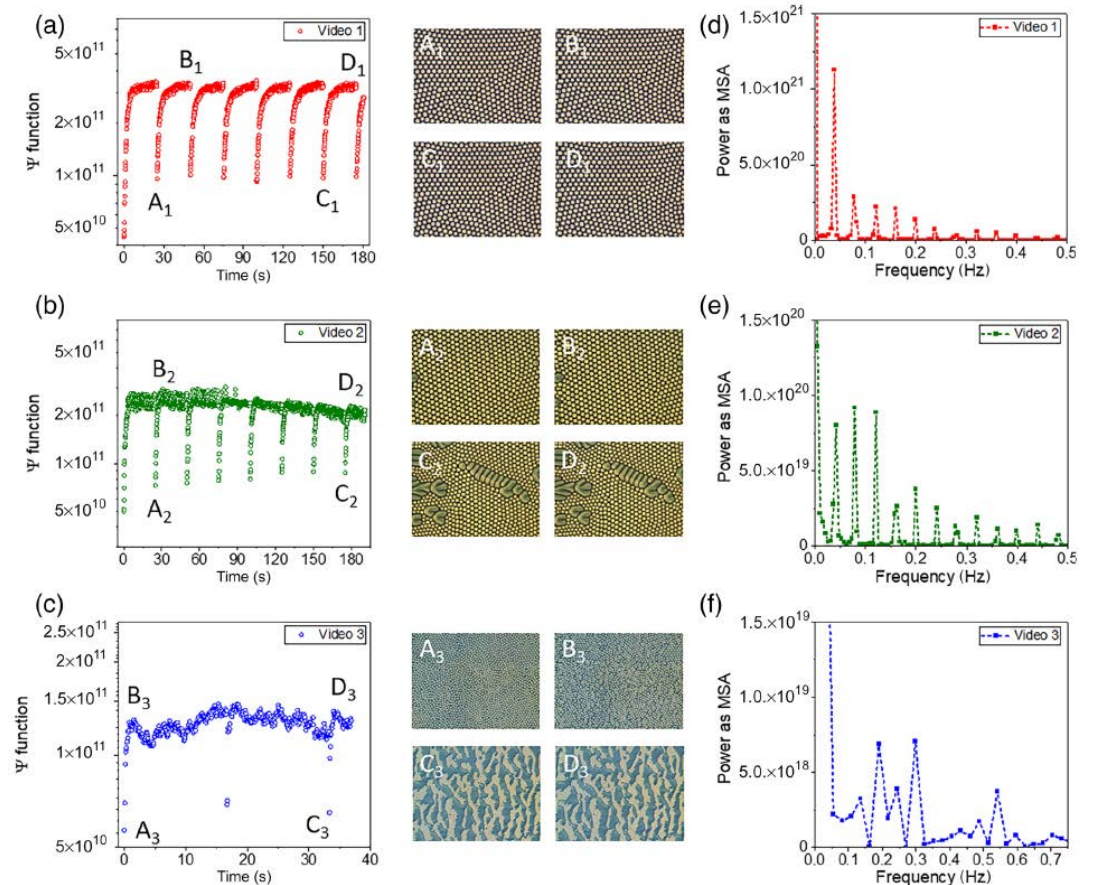 (a)
Video 1
5×10¹¹
2×10¹¹
1×10¹¹
5×10¹⁰
Ψ function
B₁
D₁
A₁
C₁
0 30 60 90 120 150 180
Time (s)
A₁
B₁
C₁
D₁
(d)
Video 1
1.5×10²¹
1.0×10²¹
5.0×10²⁰
0
Power as MSA
0.0 0.1 0.2 0.3 0.4 0.5
Frequency (Hz)
(b)
Video 2
5×10¹¹
2×10¹¹
1×10¹¹
5×10¹⁰
Ψ function
B₂
D₂
A₂
C₂
0 30 60 90 120 150 180
Time (s)
A₂
B₂
C₂
D₂
(e)
Video 2
1.5×10²⁰
1.0×10²⁰
5.0×10¹⁹
0
Power as MSA
0.0 0.1 0.2 0.3 0.4 0.5
Frequency (Hz)
(c)
Video 3
2.5×10¹¹
2×10¹¹
1.5×10¹¹
1×10¹¹
5×10¹⁰
Ψ function
B₃
D₃
A₃
C₃
0 10 20 30 40
Time (s)
A₃
B₃
C₃
D₃
(f)
Video 3
1.5×10¹⁹
1.0×10¹⁹
5.0×10¹⁸
0
Power as MSA
0.0 0.1 0.2 0.3 0.4 0.5 0.6 0.7
Frequency (Hz)